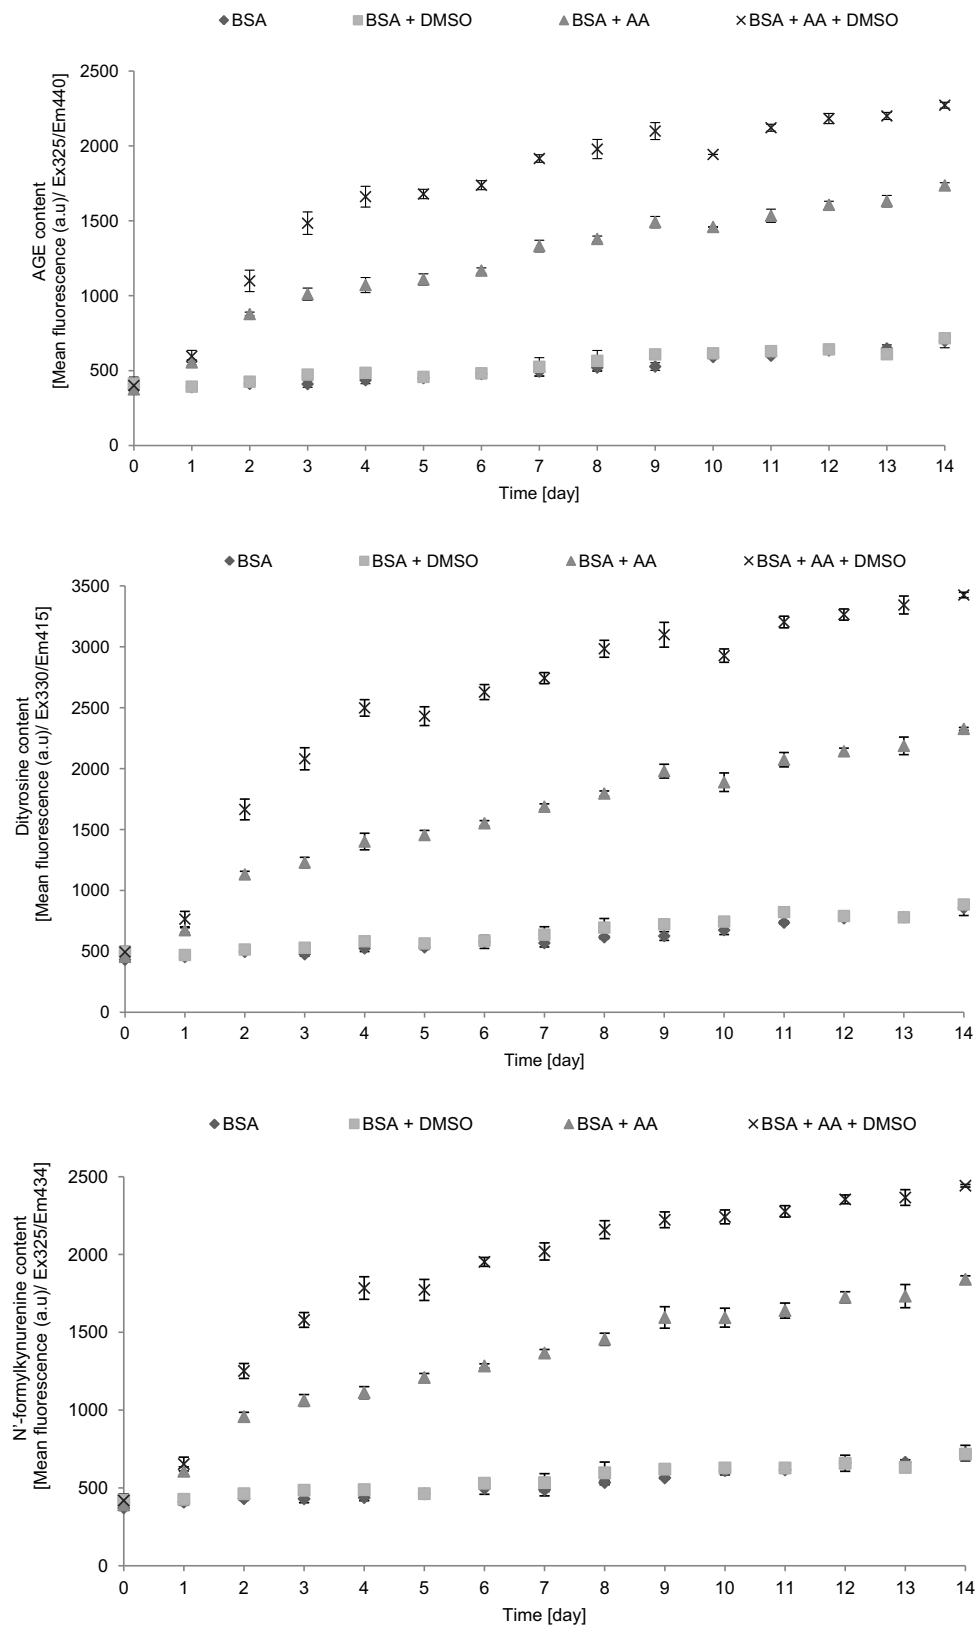 BSA BSA + DMSO BSA + AA BSA + AA + DMSO
AGE content
[Mean fluorescence (a.u)/ Ex325/Em440]
2500
2000
1500
1000
500
0
0 1 2 3 4 5 6 7 8 9 10 11 12 13 14
Time [day]
BSA BSA + DMSO BSA + AA BSA + AA + DMSO
Dityrosine content
[Mean fluorescence (a.u)/ Ex330/Em415]
3500
3000
2500
2000
1500
1000
500
0
0 1 2 3 4 5 6 7 8 9 10 11 12 13 14
Time [day]
BSA BSA + DMSO BSA + AA BSA + AA + DMSO
N'-formylkynurenine content
[Mean fluorescence (a.u)/ Ex325/Em434]
2500
2000
1500
1000
500
0
0 1 2 3 4 5 6 7 8 9 10 11 12 13 14
Time [day]